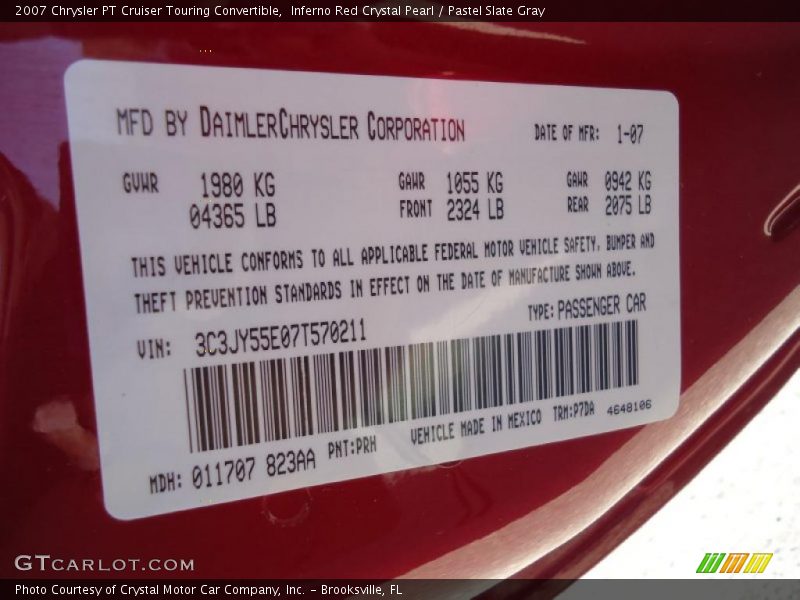 2007 Chrysler PT Cruiser Touring Convertible,  Inferno Red Crystal Pearl / Pastel Slate Gray
MFD BY DAIMLERCHRYSLER CORPORATION DATE OF MFR: 1-07
GVWR 1980 KG GAWR 1055 KG GAWR 0942 KG
04365 LB FRONT 2324 LB REAR 2075 LB
THIS VEHICLE CONFORMS TO ALL APPLICABLE FEDERAL MOTOR VEHICLE SAFETY, BUMPER AND
THEFT PREVENTION STANDARDS IN EFFECT ON THE DATE OF MANUFACTURE SHOWN ABOVE.
VIN: 3C3JY55E07T570211 TYPE: PASSENGER CAR
MDH: 011707 823AA PNT:PRH VEHICLE MADE IN MEXICO TRM:P7DA 4648106
GTCARLOT.COM
Photo Courtesy of Crystal Motor Car Company, Inc. – Brooksville, FL